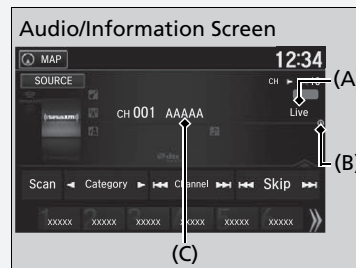 Audio/Information Screen
MAP
12:34
SOURCE
CH
(A
(siriusxm)
CH 001 AAAAA
Live
(B)
Scan
Category
Channel
Skip
xxxxx xxxxx xxxxx xxxxx xxxxx xxxxx
(C)